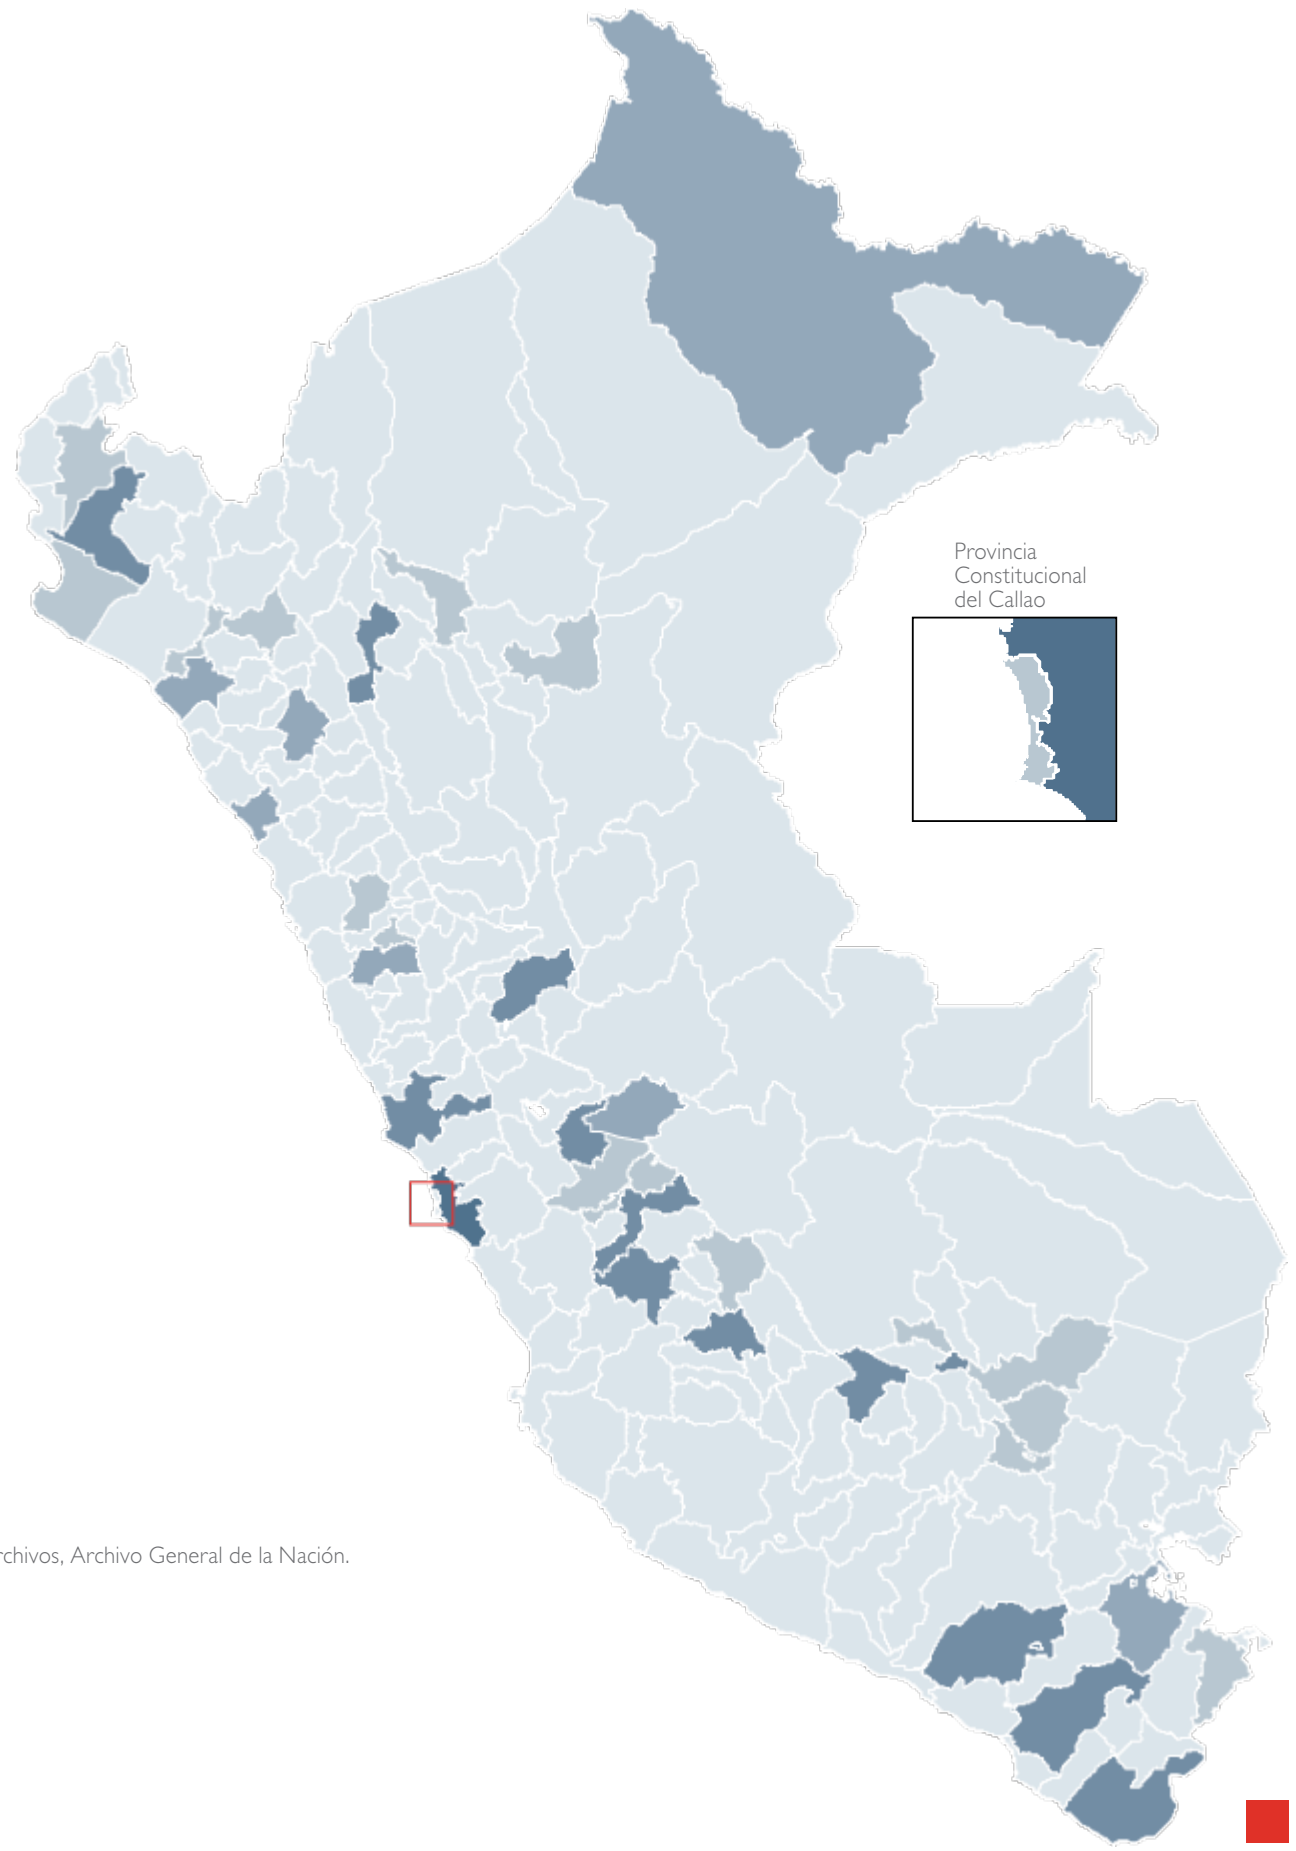 Provincia
Constitucional
del Callao
rchivos, Archivo General de la Nación.